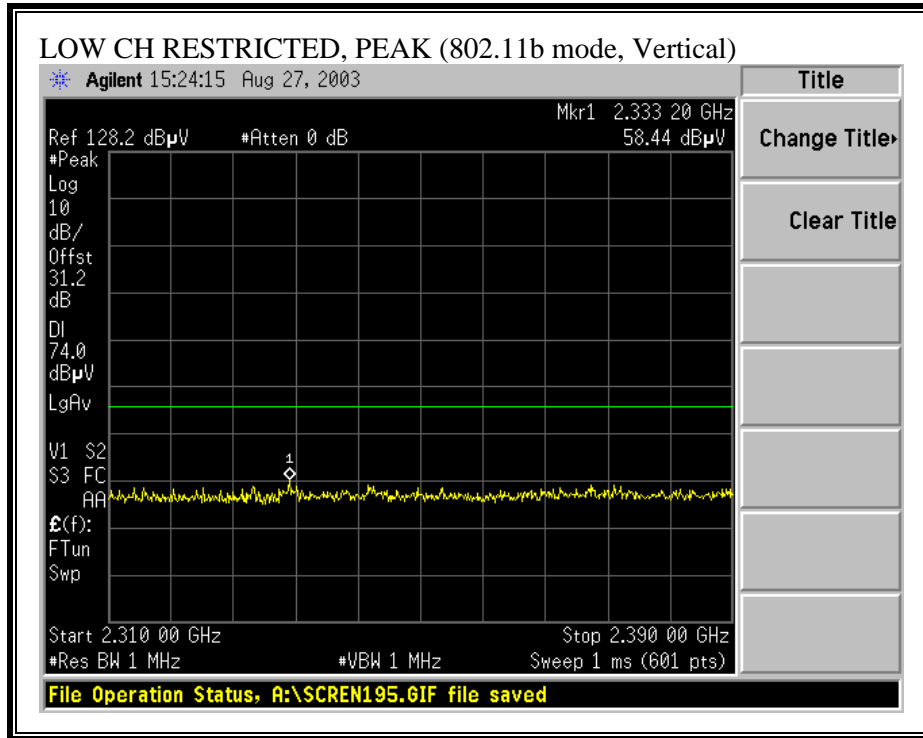 LOW CH RESTRICTED, PEAK (802.11b mode, Vertical)
Agilent 15:24:15 Aug 27, 2003
Title
Mkr1 2.333 20 GHz
Ref 128.2 dBµV #Atten 0 dB 58.44 dBµV
Change Title
#Peak
Log
10
dB/
Clear Title
Offst
31.2
dB
DI
74.0
dBµV
LgAv
V1 S2
1
S3 FC
AA
£(f):
FTun
Swp
Start 2.310 00 GHz Stop 2.390 00 GHz
#Res BW 1 MHz #VBW 1 MHz Sweep 1 ms (601 pts)
File Operation Status, A:\SCREN195.GIF file saved